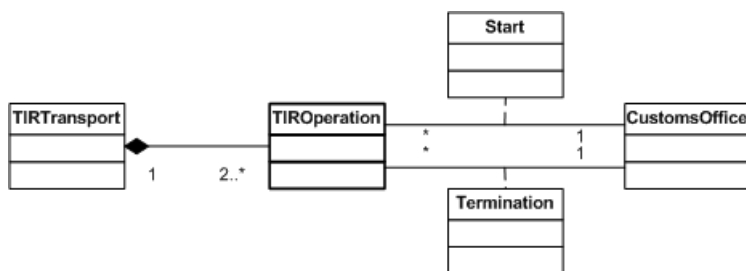 Start
TIRTransport
TIROperation
CustomsOffice
* 1
* 1
1 2..*
Termination